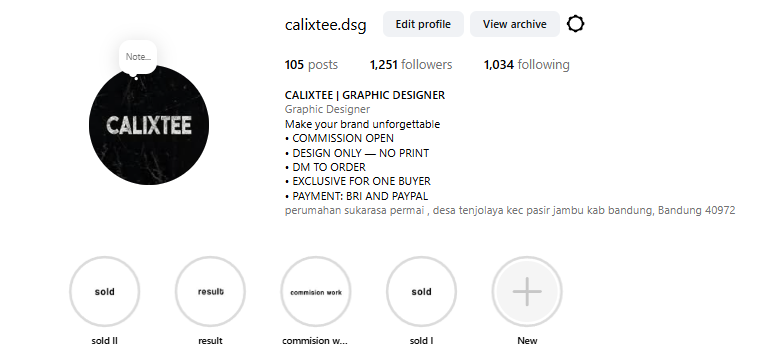 calixtee.dsg Edit profile View archive
Note...
105 posts 1,251 followers 1,034 following
CALIXTEE
CALIXTEE | GRAPHIC DESIGNER
Graphic Designer
Make your brand unforgettable
• COMMISSION OPEN
• DESIGN ONLY — NO PRINT
• DM TO ORDER
• EXCLUSIVE FOR ONE BUYER
• PAYMENT: BRI AND PAYPAL
perumahan sukarasa permai , desa tenjolaya kec pasir jambu kab bandung, Bandung 40972
sold result commision work sold
sold II result commision w... sold I New